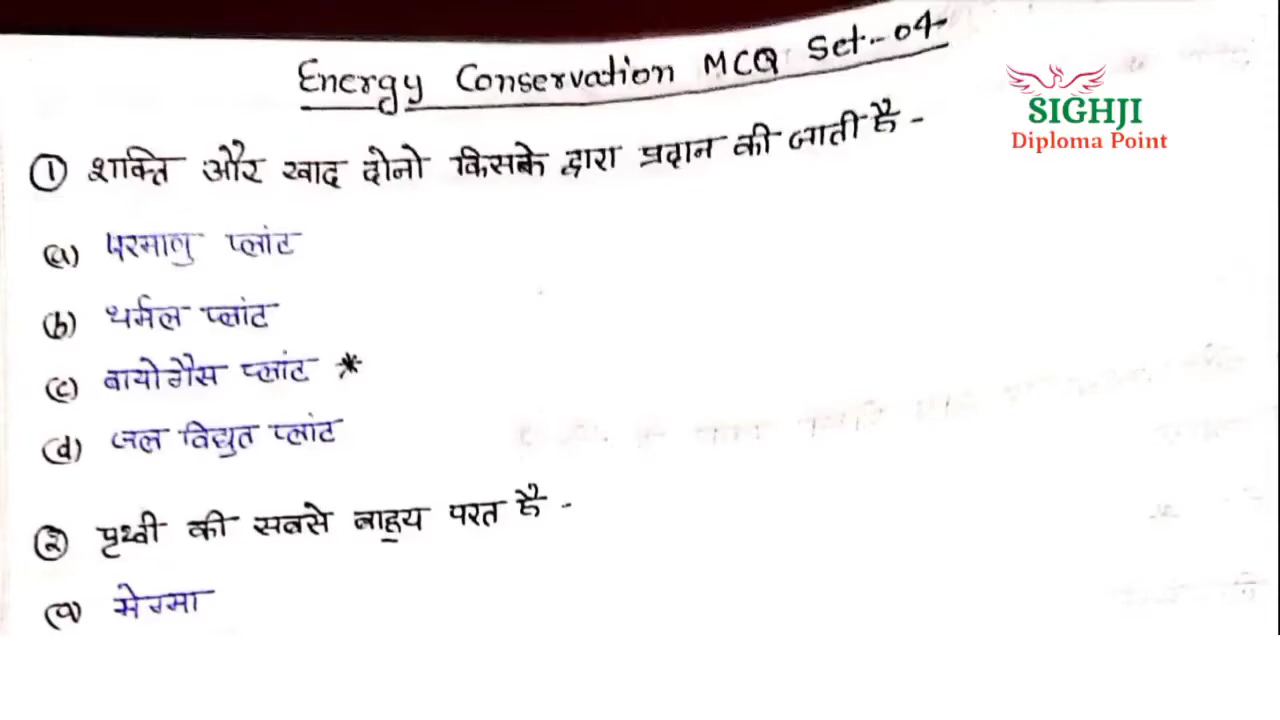 Energy Conservation MCQ Set-04
SIGHJI
Diploma Point
① शक्ति और खाद दोनो किसके द्वारा प्रदान की जाती है -
(a) परमाणु प्लांट
(b) थर्मल प्लांट
(c) बायोगैस प्लांट *
(d) जल विद्युत प्लांट
② पृथ्वी की सबसे बाह्य परत है -
(a) मेग्मा